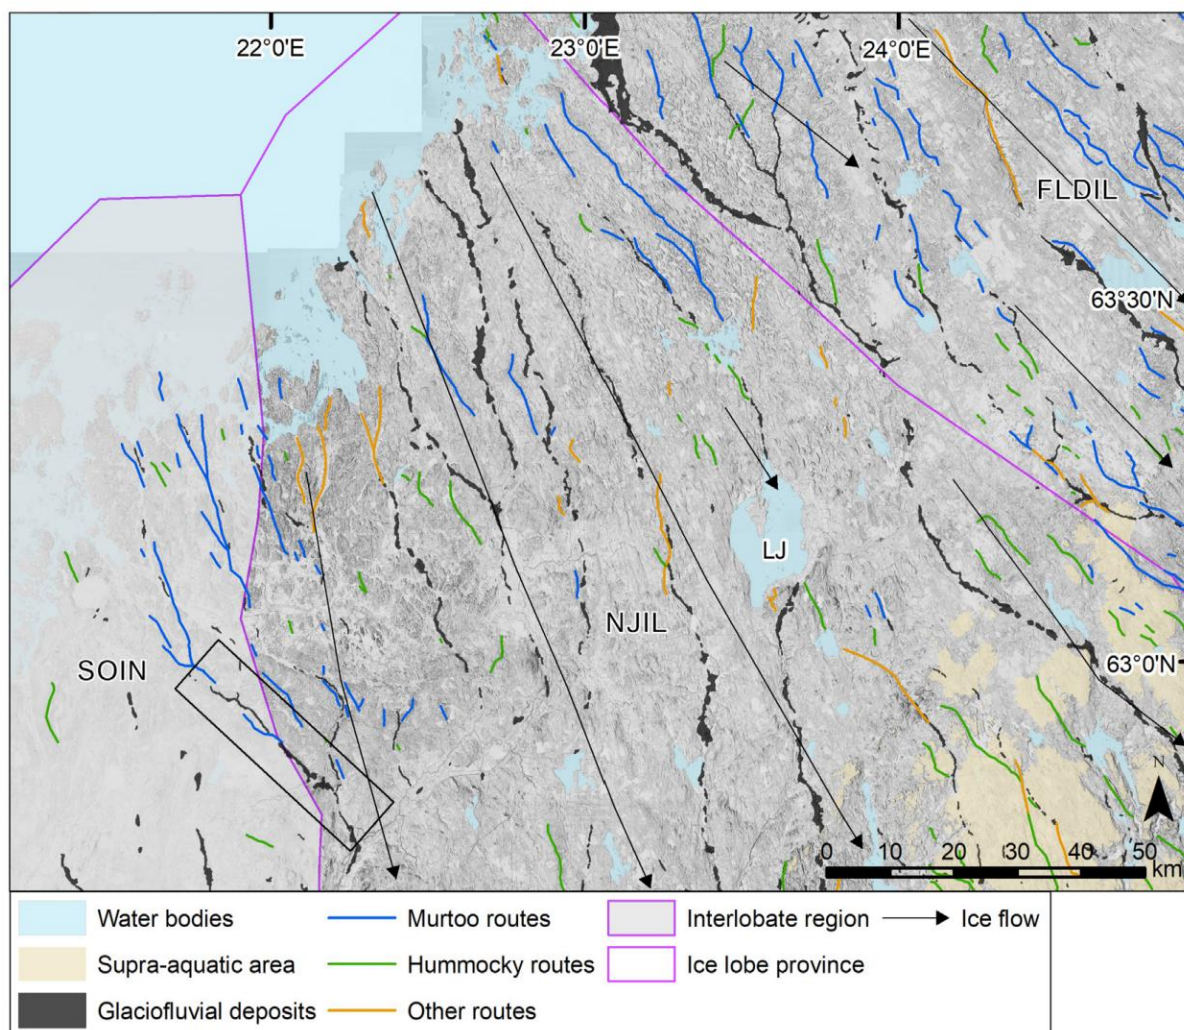 22°0'E 23°0'E 24°0'E
FLDIL
63°30'N
LJ
NJIL
SOIN
63°0'N
N
0 10 20 30 40 50
km
Water bodies Murtoo routes Interlobate region Ice flow
Supra-aquatic area Hummocky routes Ice lobe province
Glaciofluvial deposits Other routes